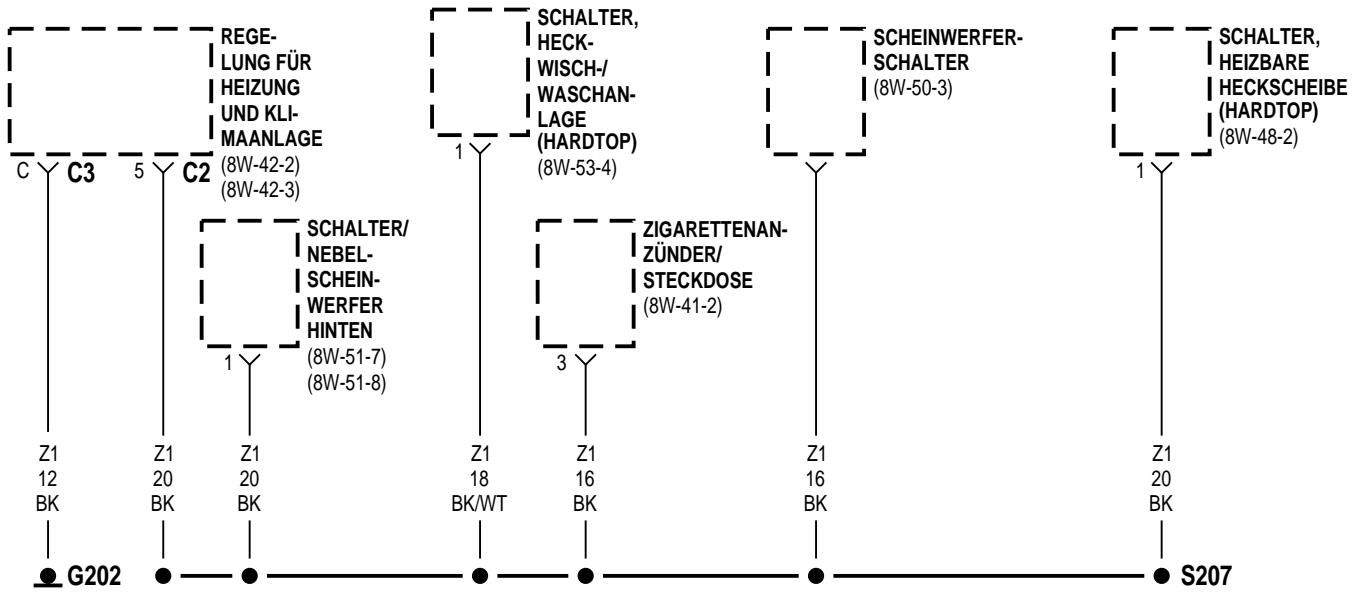 REGE-
LUNG FÜR
HEIZUNG
UND KLI-
MAANLAGE
(8W-42-2)
(8W-42-3)
C
C3
5
C2
SCHALTER,
HECK-
WISCH-/
WASCHAN-
LAGE
(HARDTOP)
(8W-53-4)
1
SCHEINWERFER-
SCHALTER
(8W-50-3)
SCHALTER,
HEIZBARE
HECKSCHEIBE
(HARDTOP)
(8W-48-2)
1
SCHALTER/
NEBEL-
SCHEIN-
WERFER
HINTEN
(8W-51-7)
(8W-51-8)
1
ZIGARETTENAN-
ZÜNDER/
STECKDOSE
(8W-41-2)
3
Z1
12
BK
Z1
20
BK
Z1
20
BK
Z1
18
BK/WT
Z1
16
BK
Z1
16
BK
Z1
20
BK
G202
S207